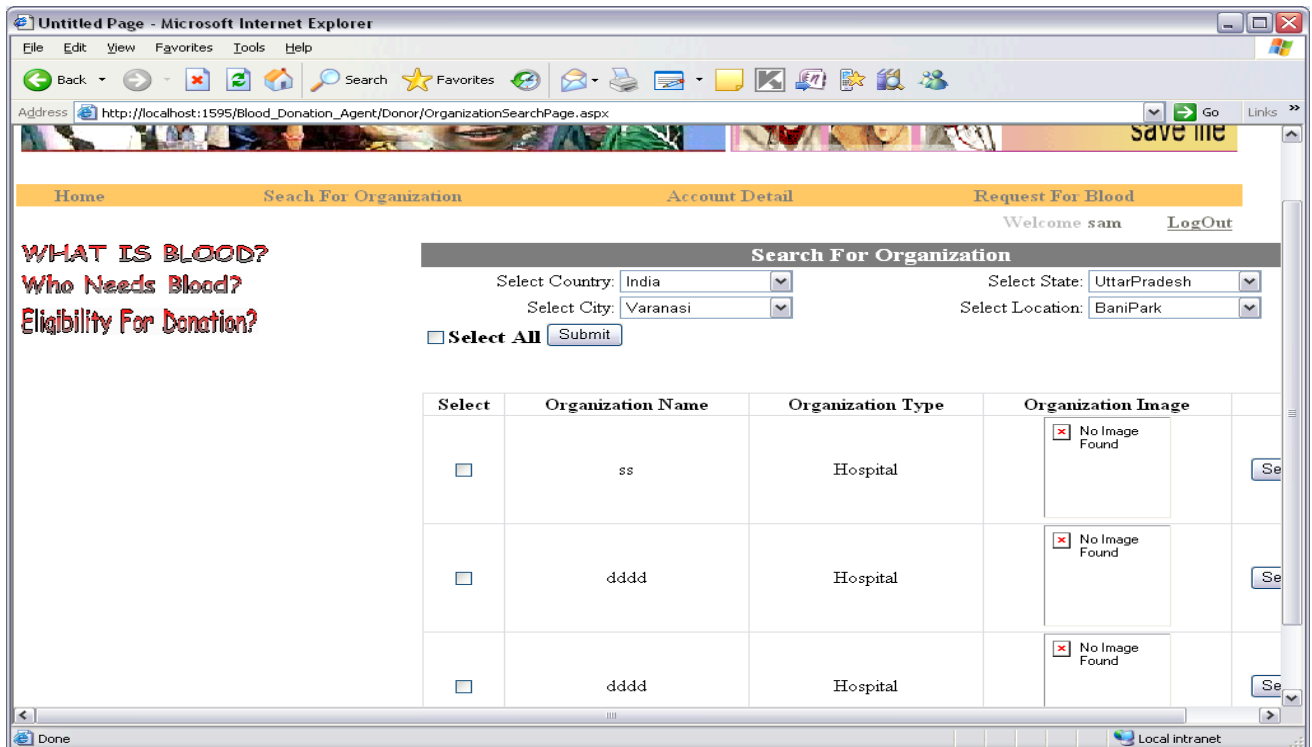 Untitled Page - Microsoft Internet Explorer
File Edit View Favorites Tools Help
Back Search Favorites
Address http://localhost:1595/Blood_Donation_Agent/Donor/OrganizationSearchPage.aspx Go Links »
save me
Home Seach For Organization Account Detail Request For Blood
Welcome sam LogOut
WHAT IS BLOOD?
Who Needs Blood?
Eligibility For Donation?
Search For Organization
Select Country: India Select State: UttarPradesh
Select City: Varanasi Select Location: BaniPark
Select All Submit
Select Organization Name Organization Type Organization Image
No Image
Found
ss Hospital Se
No Image
Found
dddd Hospital Se
No Image
Found
dddd Hospital Se
Done Local intranet